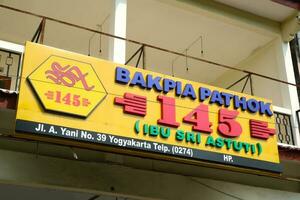 145
BAKPIA PATHOK
145
(IBU SRI ASTUTI)
Jl. A. Yani No. 39 Yogyakarta Telp. (0274)
HP.